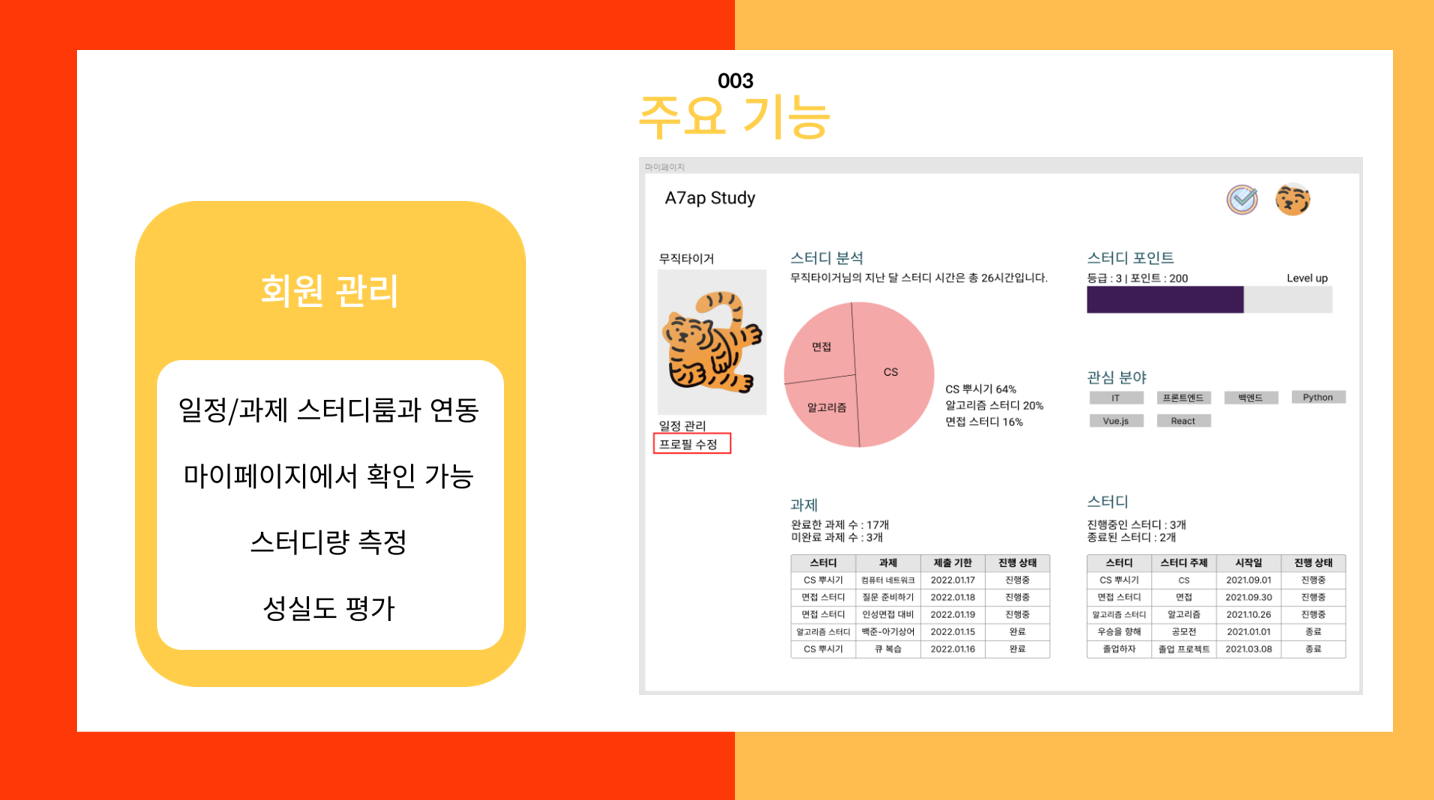 003
주요 기능
회원 관리
일정/과제 스터디룸과 연동
마이페이지에서 확인 가능
스터디량 측정
성실도 평가
마이페이지
A7ap Study
무직타이거
일정 관리
프로필 수정
스터디 분석
무직타이거님의 지난 달 스터디 시간은 총 26시간입니다.
면접
CS
알고리즘
CS 뿌시기 64%
알고리즘 스터디 20%
면접 스터디 16%
스터디 포인트
등급 : 3 | 포인트 : 200 Level up
관심 분야
IT 프론트엔드 백엔드 Python
Vue.js React
과제
완료한 과제 수 : 17개
미완료 과제 수 : 3개
스터디 과제 제출 기한 진행 상태
CS 뿌시기 컴퓨터 네트워크 2022.01.17 진행중
면접 스터디 질문 준비하기 2022.01.18 진행중
면접 스터디 인성면접 대비 2022.01.19 진행중
알고리즘 스터디 백준-아기상어 2022.01.15 완료
CS 뿌시기 큐 복습 2022.01.16 완료
스터디
진행중인 스터디 : 3개
종료된 스터디 : 2개
스터디 스터디 주제 시작일 진행 상태
CS 뿌시기 CS 2021.09.01 진행중
면접 스터디 면접 2021.09.30 진행중
알고리즘 스터디 알고리즘 2021.10.26 진행중
우승을 향해 공모전 2021.01.01 종료
졸업하자 졸업 프로젝트 2021.03.08 종료